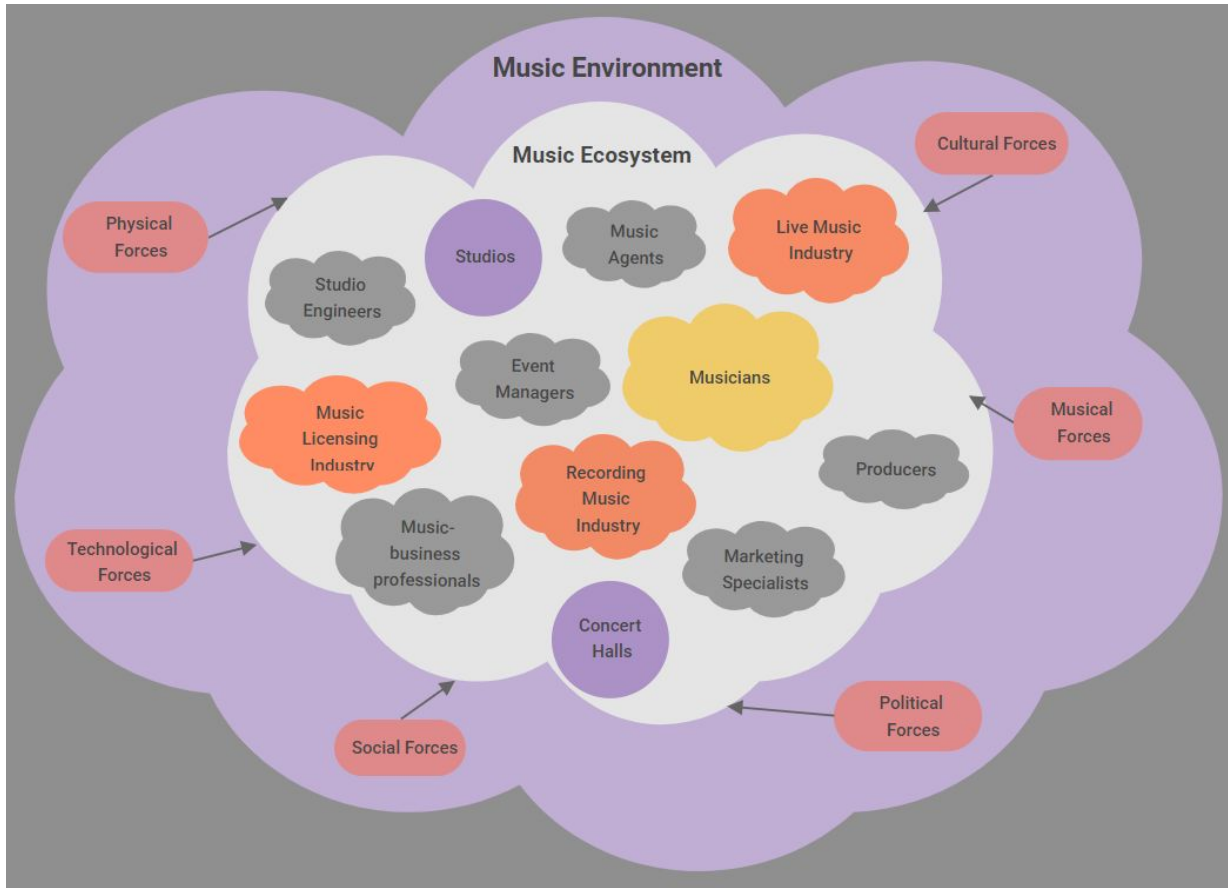 Music Environment
Cultural Forces
Music Ecosystem
Physical
Forces
Studios
Music
Agents
Live Music
Industry
Studio
Engineers
Event
Managers
Musicians
Musical
Forces
Music
Licensing
Industry
Recording
Music
Industry
Producers
Music-
business
professionals
Technological
Forces
Marketing
Specialists
Concert
Halls
Political
Forces
Social Forces